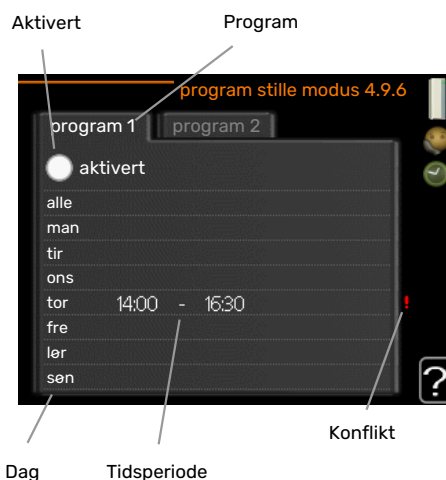 Aktivert Program
program stille modus 4.9.6
program 1 program 2
aktivert
alle
man
tir
ons
tor 14:00 - 16:30 !
fre
lør
søn
?
Konflikt
Dag Tidsperiode